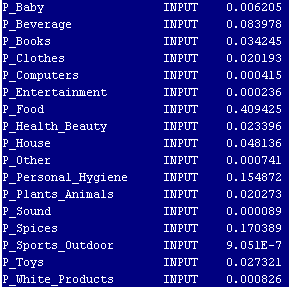 P_Baby INPUT 0.006205
P_Beverage INPUT 0.083978
P_Books INPUT 0.034245
P_Clothes INPUT 0.020193
P_Computers INPUT 0.000415
P_Entertainment INPUT 0.000236
P_Food INPUT 0.409425
P_Health_Beauty INPUT 0.023396
P_House INPUT 0.048136
P_Other INPUT 0.000741
P_Personal_Hygiene INPUT 0.154872
P_Plants_Animals INPUT 0.020273
P_Sound INPUT 0.000089
P_Spices INPUT 0.170389
P_Sports_Outdoor INPUT 9.051E-7
P_Toys INPUT 0.027321
P_White_Products INPUT 0.000826